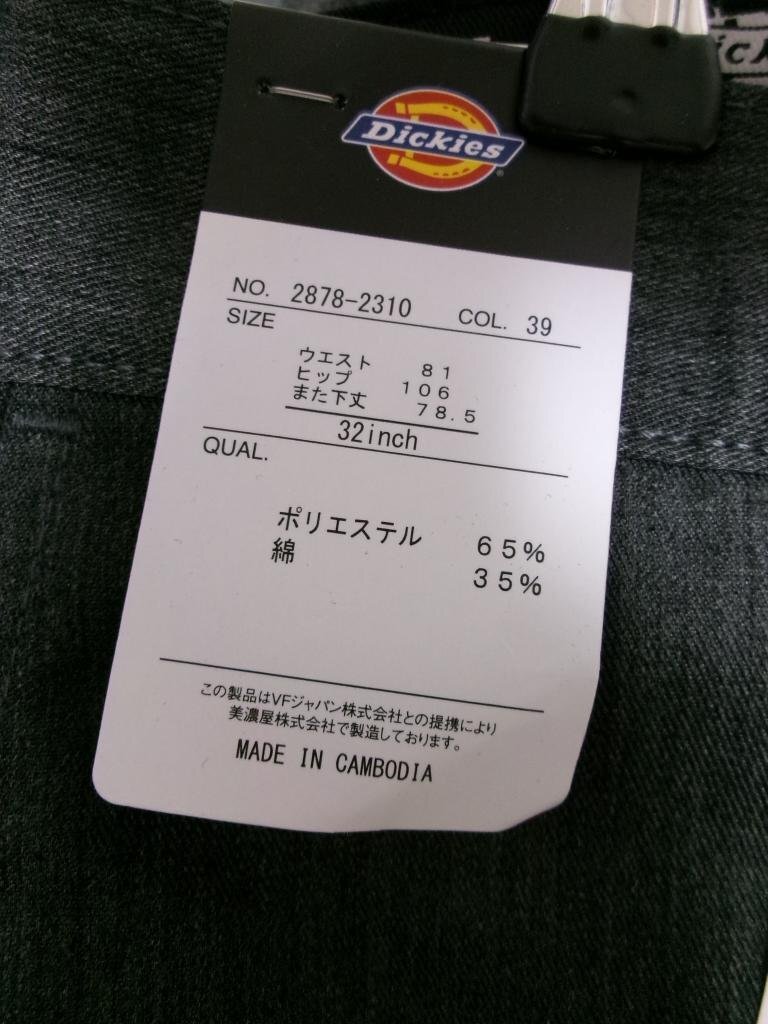 Dickies
NO. 2878-2310 COL. 39
SIZE
ウエスト 81
ヒップ 106
また下丈 78.5
32inch
QUAL.
ポリエステル 65%
綿 35%
この製品はVFジャパン株式会社との提携により
美濃屋株式会社で製造しております。
MADE IN CAMBODIA